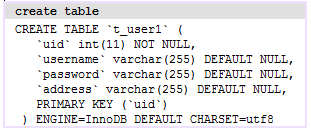 create table
CREATE TABLE `t_user1` (
`uid` int(11) NOT NULL,
`username` varchar(255) DEFAULT NULL,
`password` varchar(255) DEFAULT NULL,
`address` varchar(255) DEFAULT NULL,
PRIMARY KEY (`uid`)
) ENGINE=InnoDB DEFAULT CHARSET=utf8